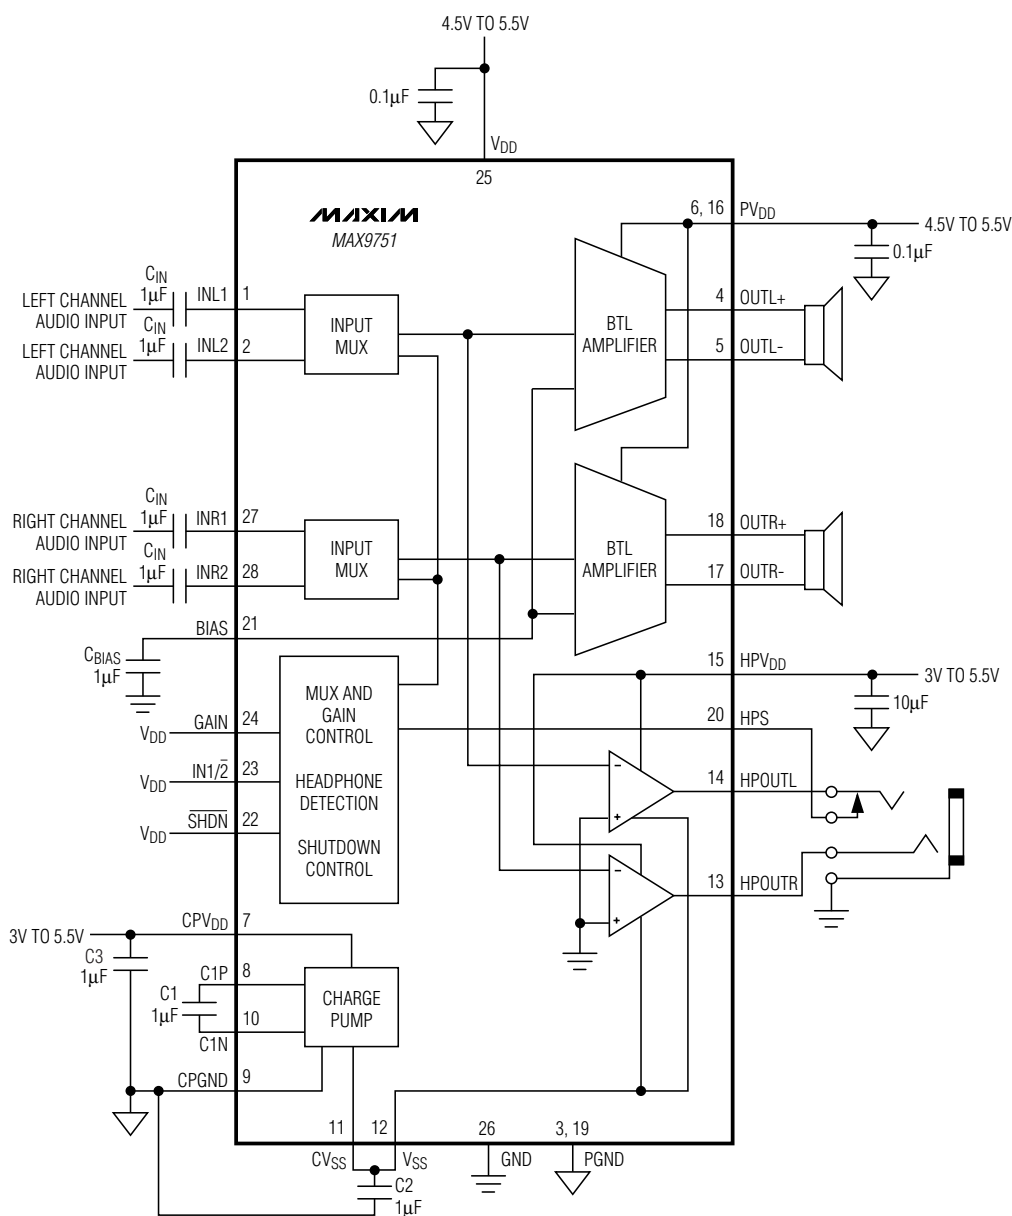 4.5V TO 5.5V
0.1μF
VDD
25
MAXIM
MAX9751
6, 16
PVDD
4.5V TO 5.5V
0.1μF
CIN
1μF
LEFT CHANNEL
AUDIO INPUT
INL1
1
CIN
1μF
LEFT CHANNEL
AUDIO INPUT
INL2
2
INPUT
MUX
BTL
AMPLIFIER
4
OUTL+
5
OUTL-
CIN
1μF
RIGHT CHANNEL
AUDIO INPUT
INR1
27
CIN
1μF
RIGHT CHANNEL
AUDIO INPUT
INR2
28
INPUT
MUX
BTL
AMPLIFIER
18
OUTR+
17
OUTR-
BIAS
21
CBIAS
1μF
MUX AND
GAIN
CONTROL
HEADPHONE
DETECTION
SHUTDOWN
CONTROL
VDD
GAIN
24
VDD
IN1/2̅
23
VDD
S̅H̅D̅N̅
22
15
HPVDD
3V TO 5.5V
10μF
20
HPS
−
+
14
HPOUTL
−
+
13
HPOUTR
3V TO 5.5V
CPVDD
7
C3
1μF
C1P
8
C1
1μF
10
C1N
CHARGE
PUMP
CPGND
9
11
12
26
3, 19
CVSS
VSS
GND
PGND
C2
1μF